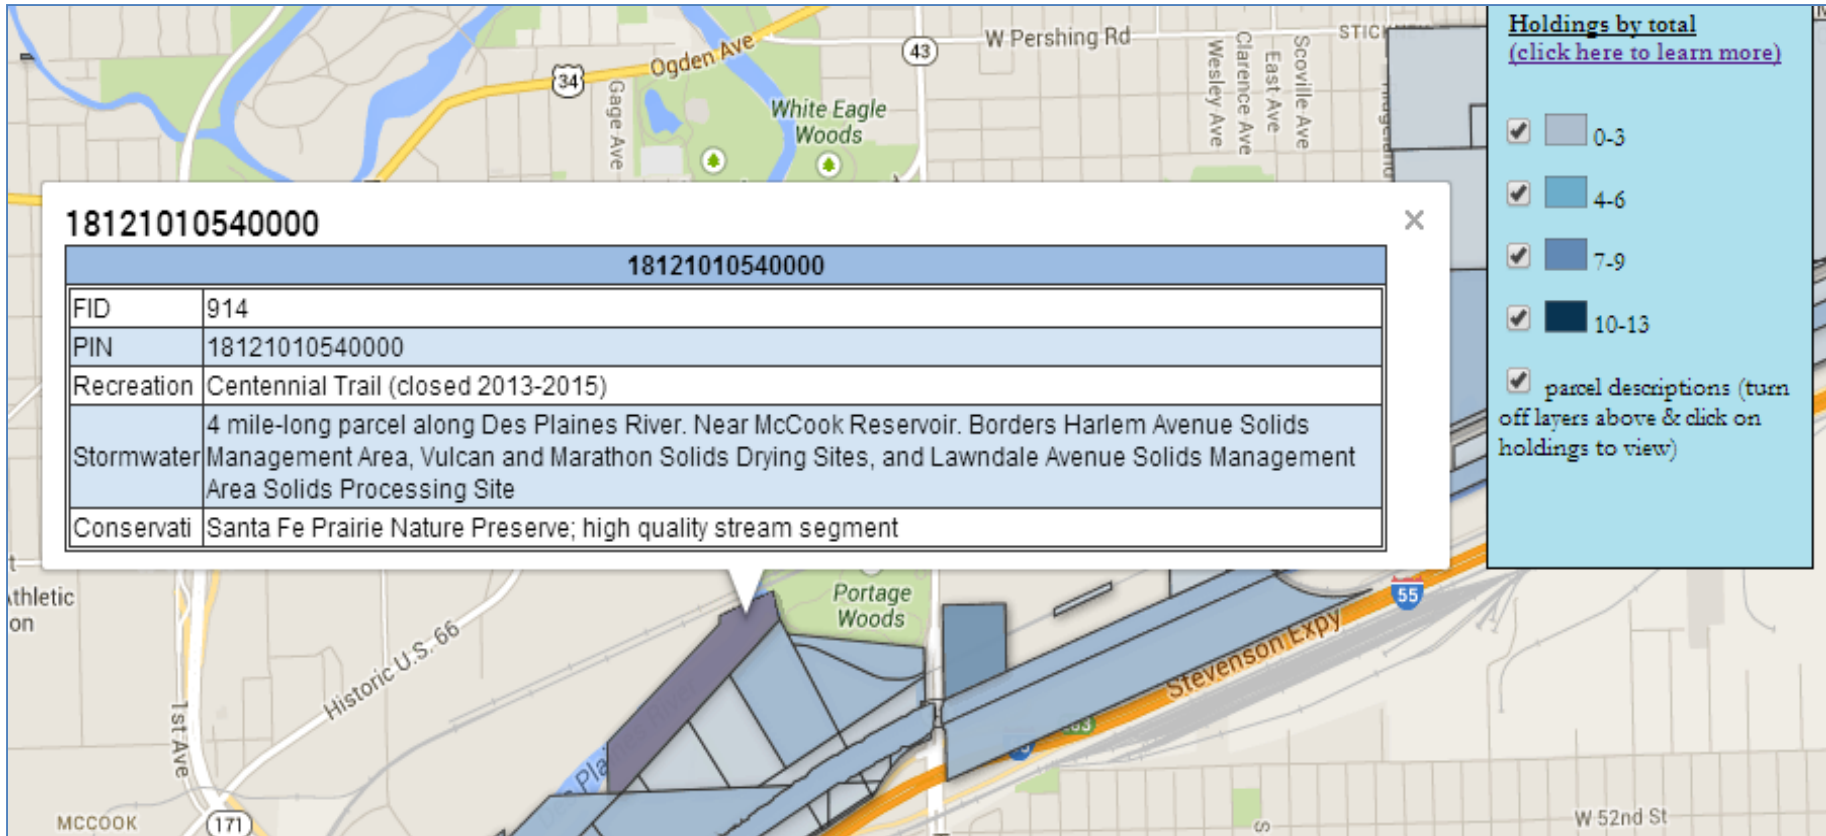 Ogden Ave
34
43
W Pershing Rd
Gage Ave
White Eagle
Woods
Wesley Ave
Clarence Ave
East Ave
Scoville Ave
Holdings by total
(click here to learn more)
0-3
4-6
7-9
10-13
parcel descriptions (turn
off layers above & click on
holdings to view)
18121010540000
×
18121010540000
FID 914
PIN 18121010540000
Recreation Centennial Trail (closed 2013-2015)
Stormwater 4 mile-long parcel along Des Plaines River. Near McCook Reservoir. Borders Harlem Avenue Solids
Management Area, Vulcan and Marathon Solids Drying Sites, and Lawndale Avenue Solids Management
Area Solids Processing Site
Conservati Santa Fe Prairie Nature Preserve; high quality stream segment
Portage
Woods
55
Stevenson Expy
Historic U.S. 66
1st Ave
MCCOOK
171
W 52nd St